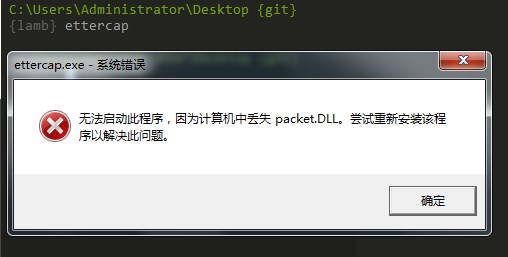 C:\Users\Administrator\Desktop {git}
{lamb} ettercap
ettercap.exe - 系统错误
无法启动此程序，因为计算机中丢失 packet.DLL。尝试重新安装该程
序以解决此问题。
确定